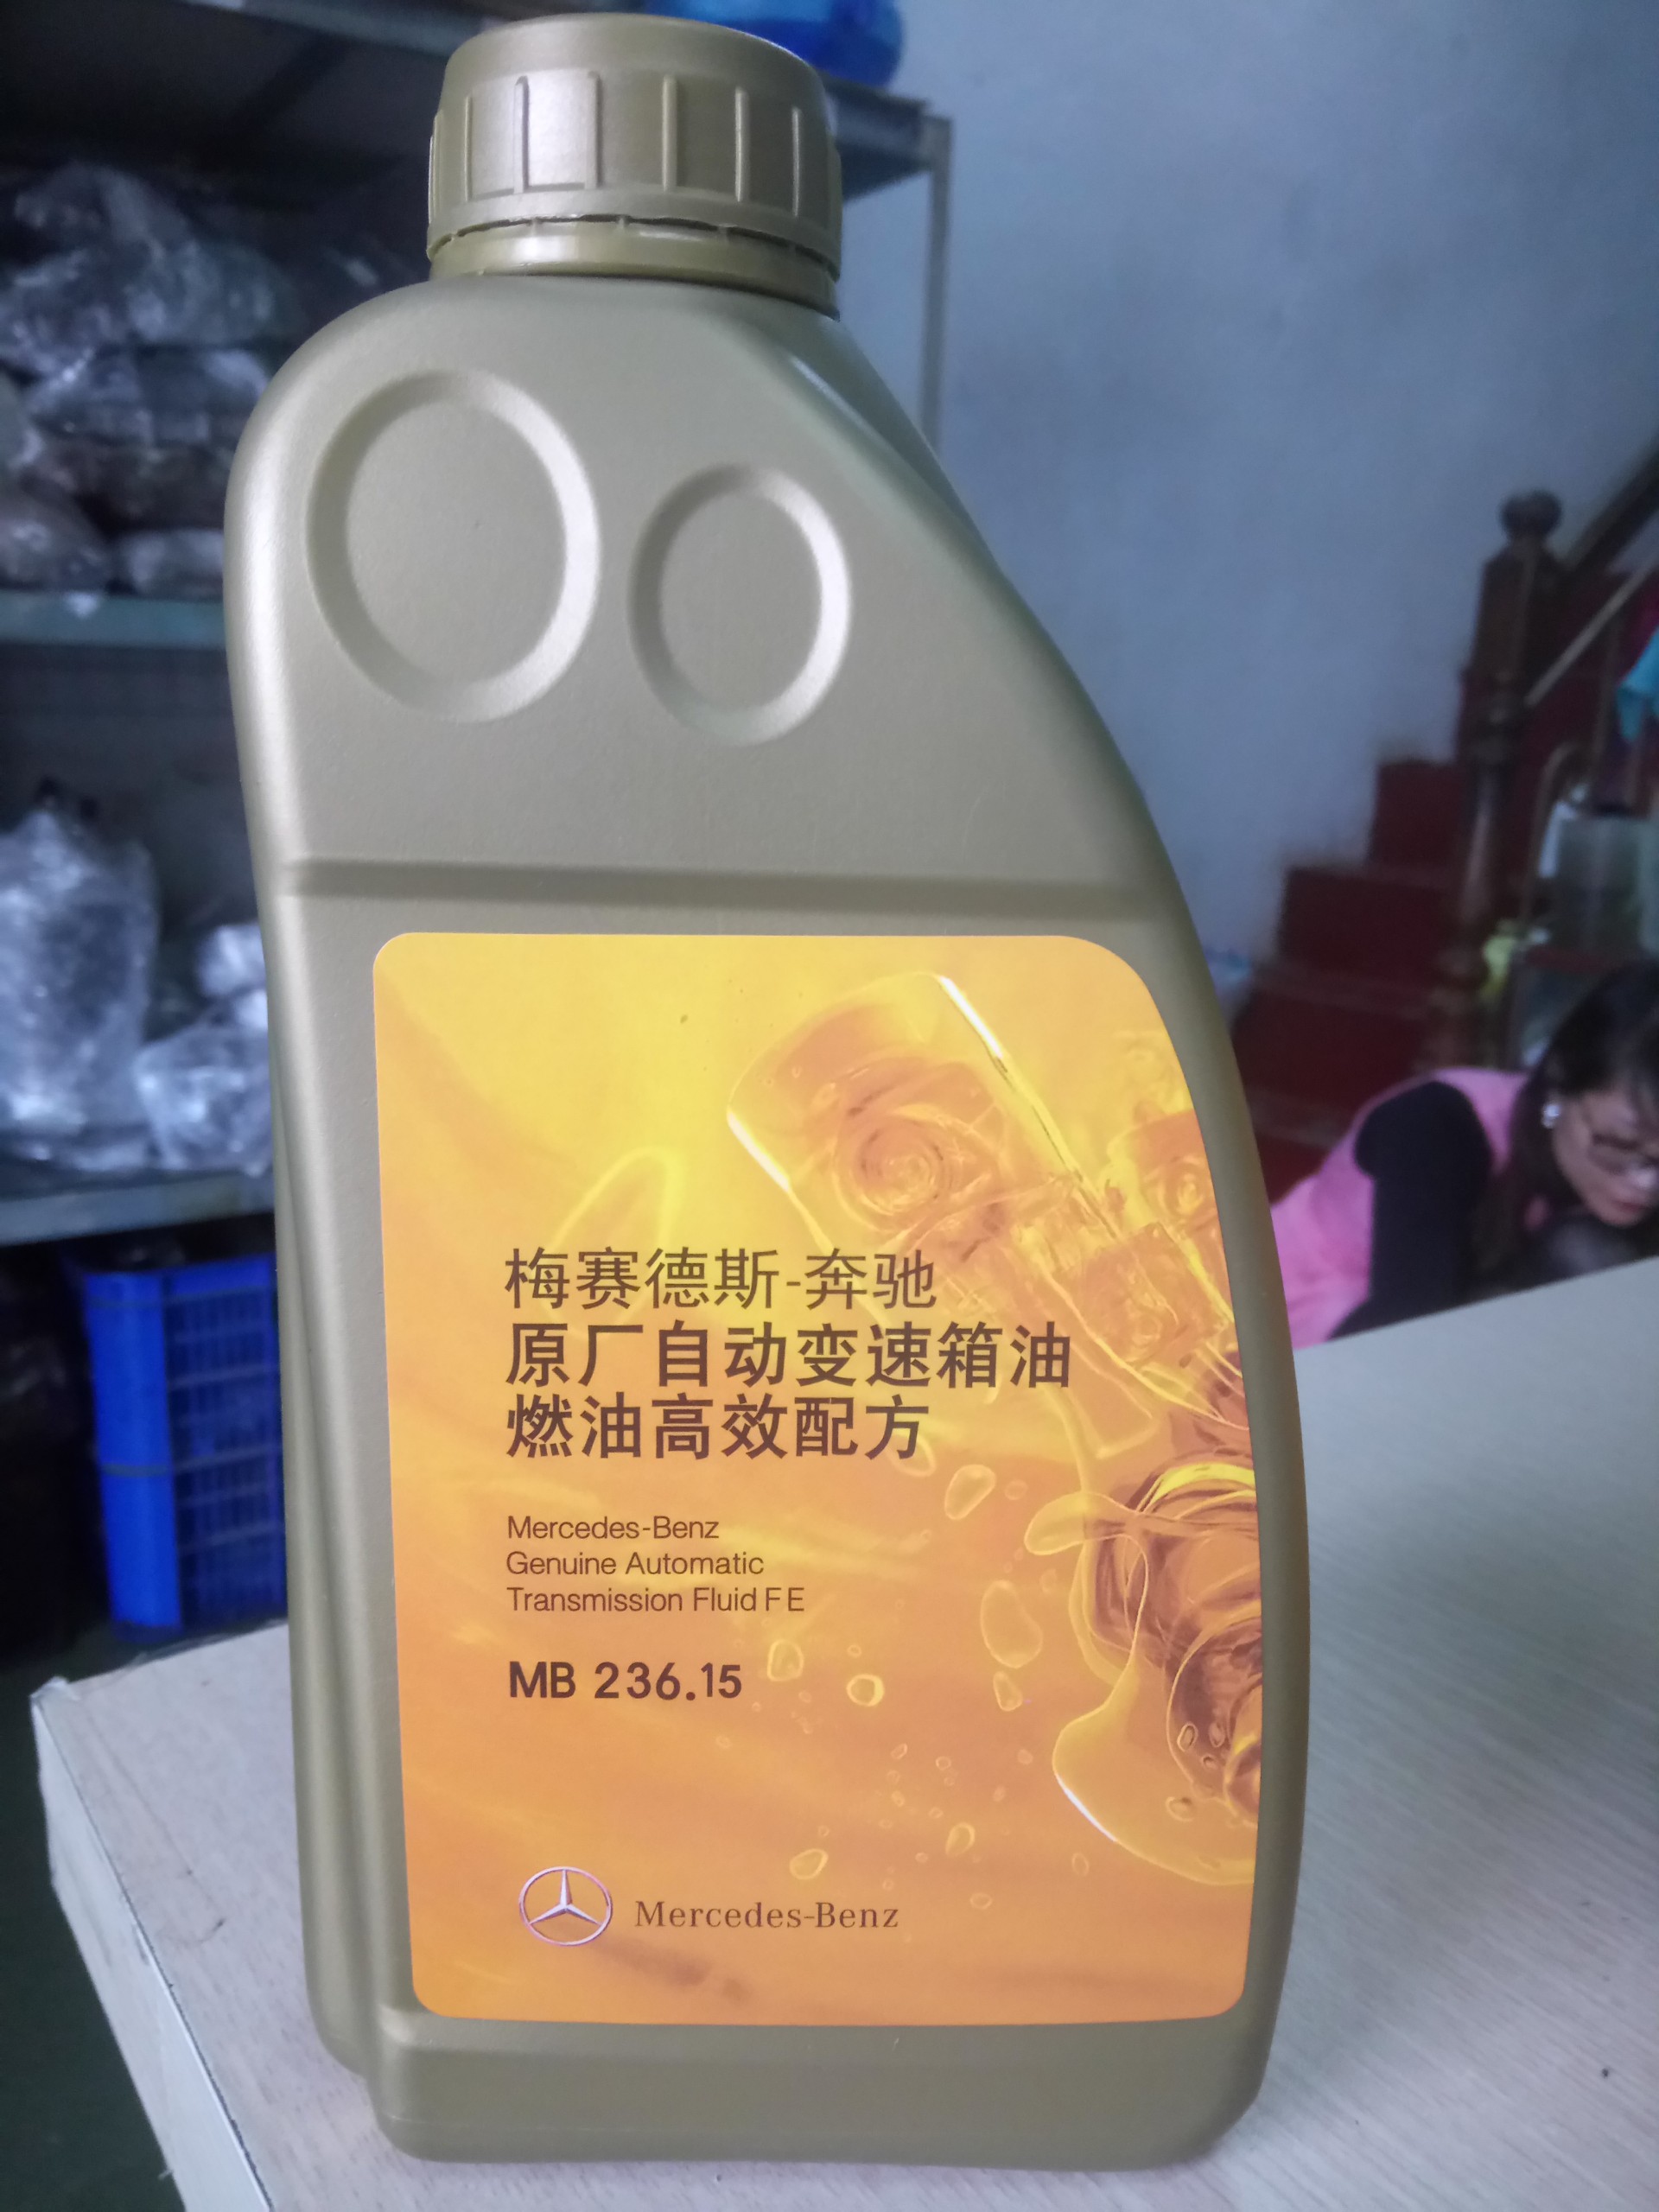 梅赛德斯-奔驰
原厂自动变速箱油
燃油高效配方
Mercedes-Benz
Genuine Automatic
Transmission Fluid FE
MB 236.15
Mercedes-Benz